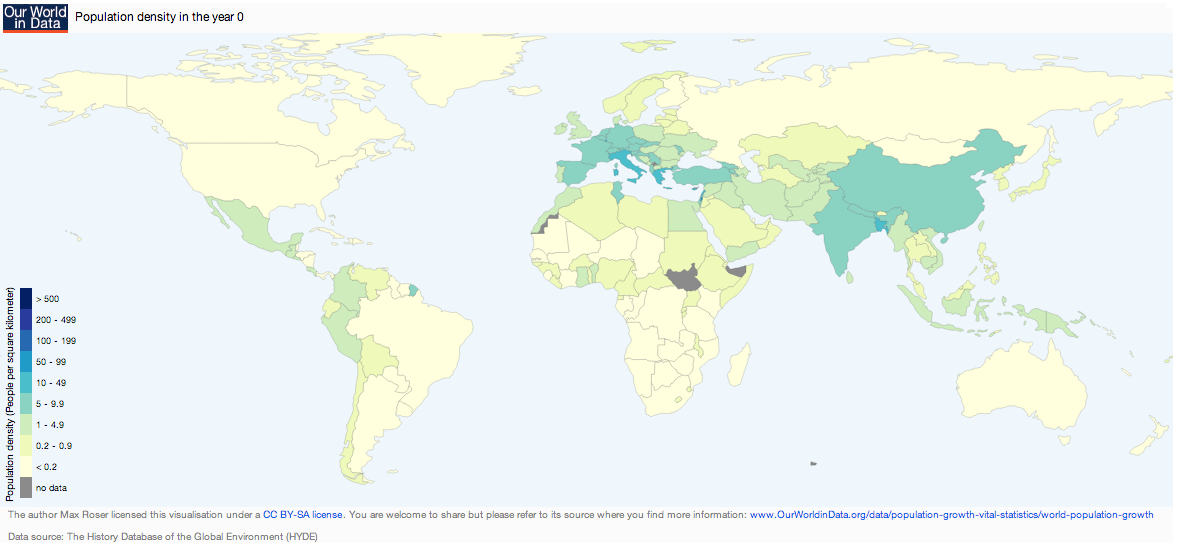 Our World
in Data
Population density in the year 0
Population density (People per square kilometer)
> 500
200 - 499
100 - 199
50 - 99
10 - 49
5 - 9.9
1 - 4.9
0.2 - 0.9
< 0.2
no data
The author Max Roser licensed this visualisation under a CC BY-SA license. You are welcome to share but please refer to its source where you find more information: www.OurWorldinData.org/data/population-growth-vital-statistics/world-population-growth
Data source: The History Database of the Global Environment (HYDE)